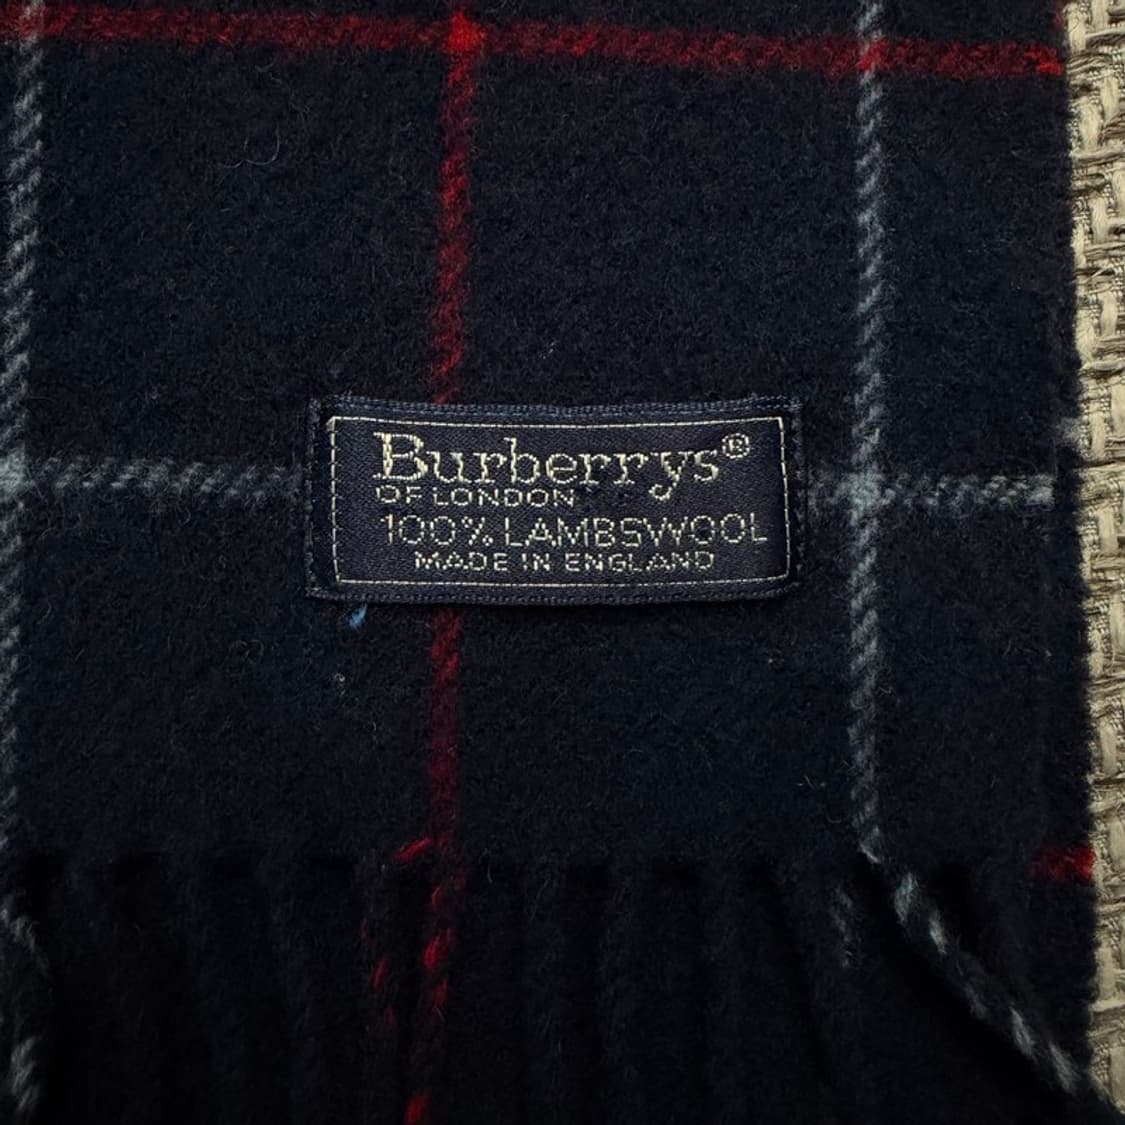 Burberrys®
OF LONDON
100% LAMBSWOOL
MADE IN ENGLAND